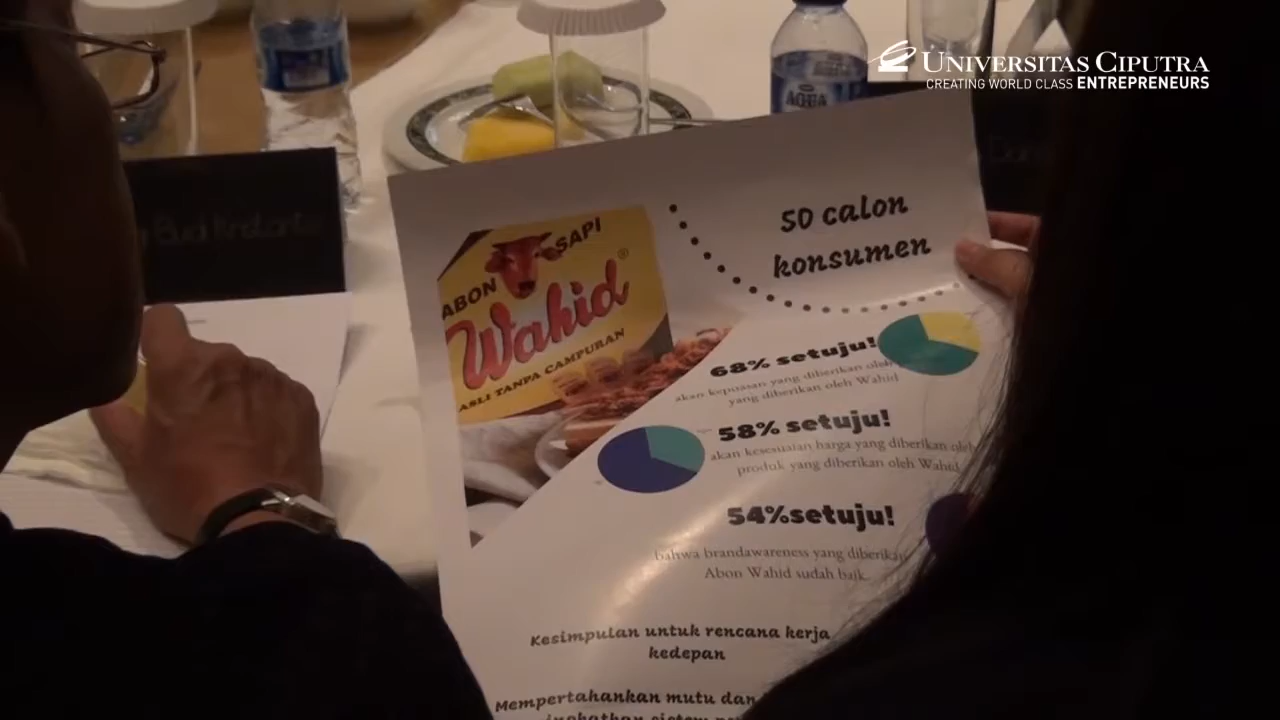 UNIVERSITAS CIPUTRA
CREATING WORLD CLASS ENTREPRENEURS
AQUA
50 calon
konsumen
ABON SAPI
Wahid®
ASLI TANPA CAMPURAN
68% setuju!
akan kepuasan yang diberikan oleh
yang diberikan oleh Wahid
58% setuju!
akan kesesuaian harga yang diberikan oleh
produk yang diberikan oleh Wahid
54%setuju!
bahwa brandawareness yang diberikan
Abon Wahid sudah baik
Kesimpulan untuk rencana kerja
kedepan
Mempertahankan mutu dan